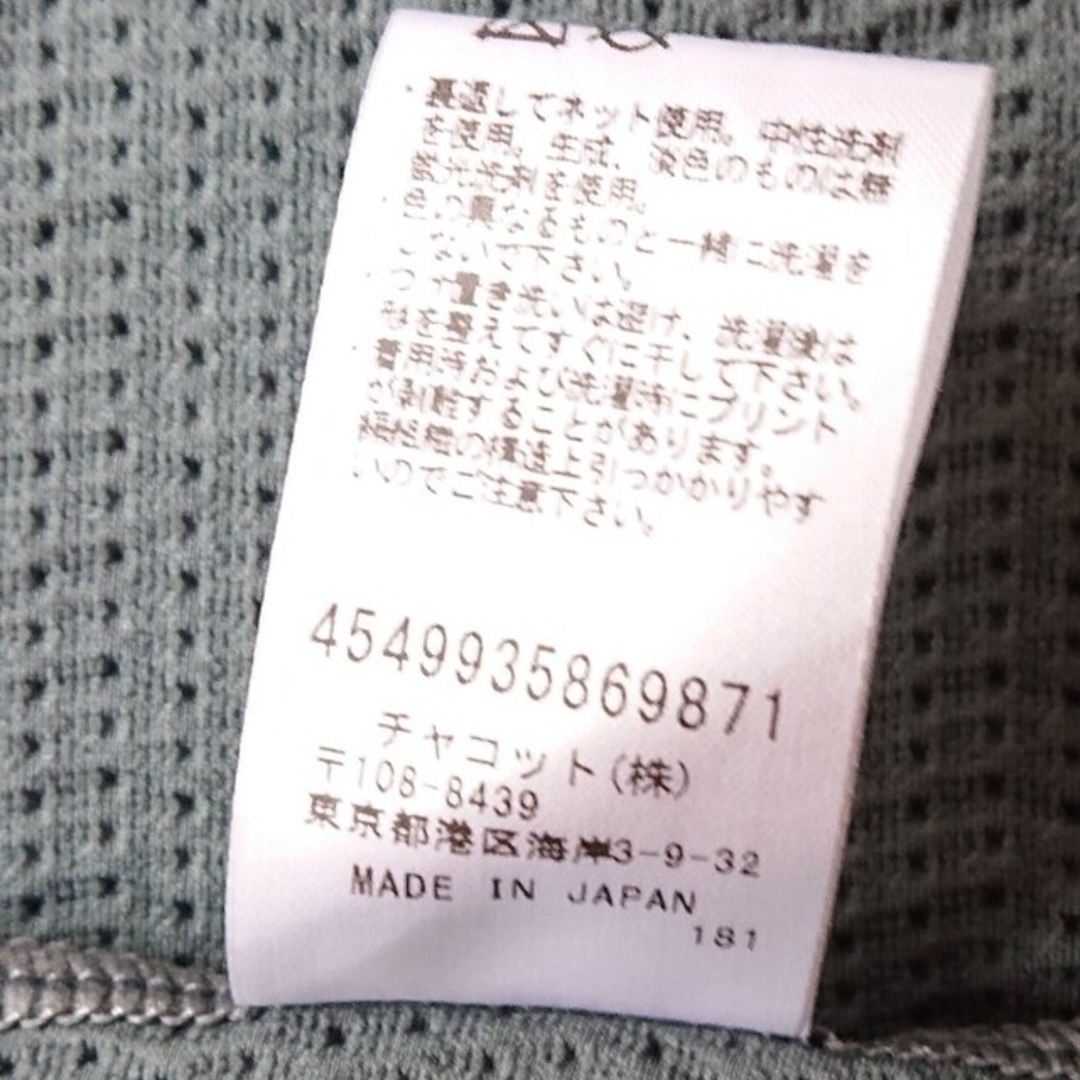 ・裏返してネット使用。中性洗剤
を使用。生成、淡色のものは無
蛍光洗剤を使用。
・色の異なるものと一緒に洗濯を
しないで下さい。
・つけ置き洗いは避け、洗濯後は
形を整えてすぐに干して下さい。
・着用時および洗濯時にプリント
が剥離することがあります。
の構造上引っかかりやす
いのでご注意下さい。
4549935869871
チャコット(株)
〒108-8439
東京都港区海岸3-9-32
MADE IN JAPAN
181